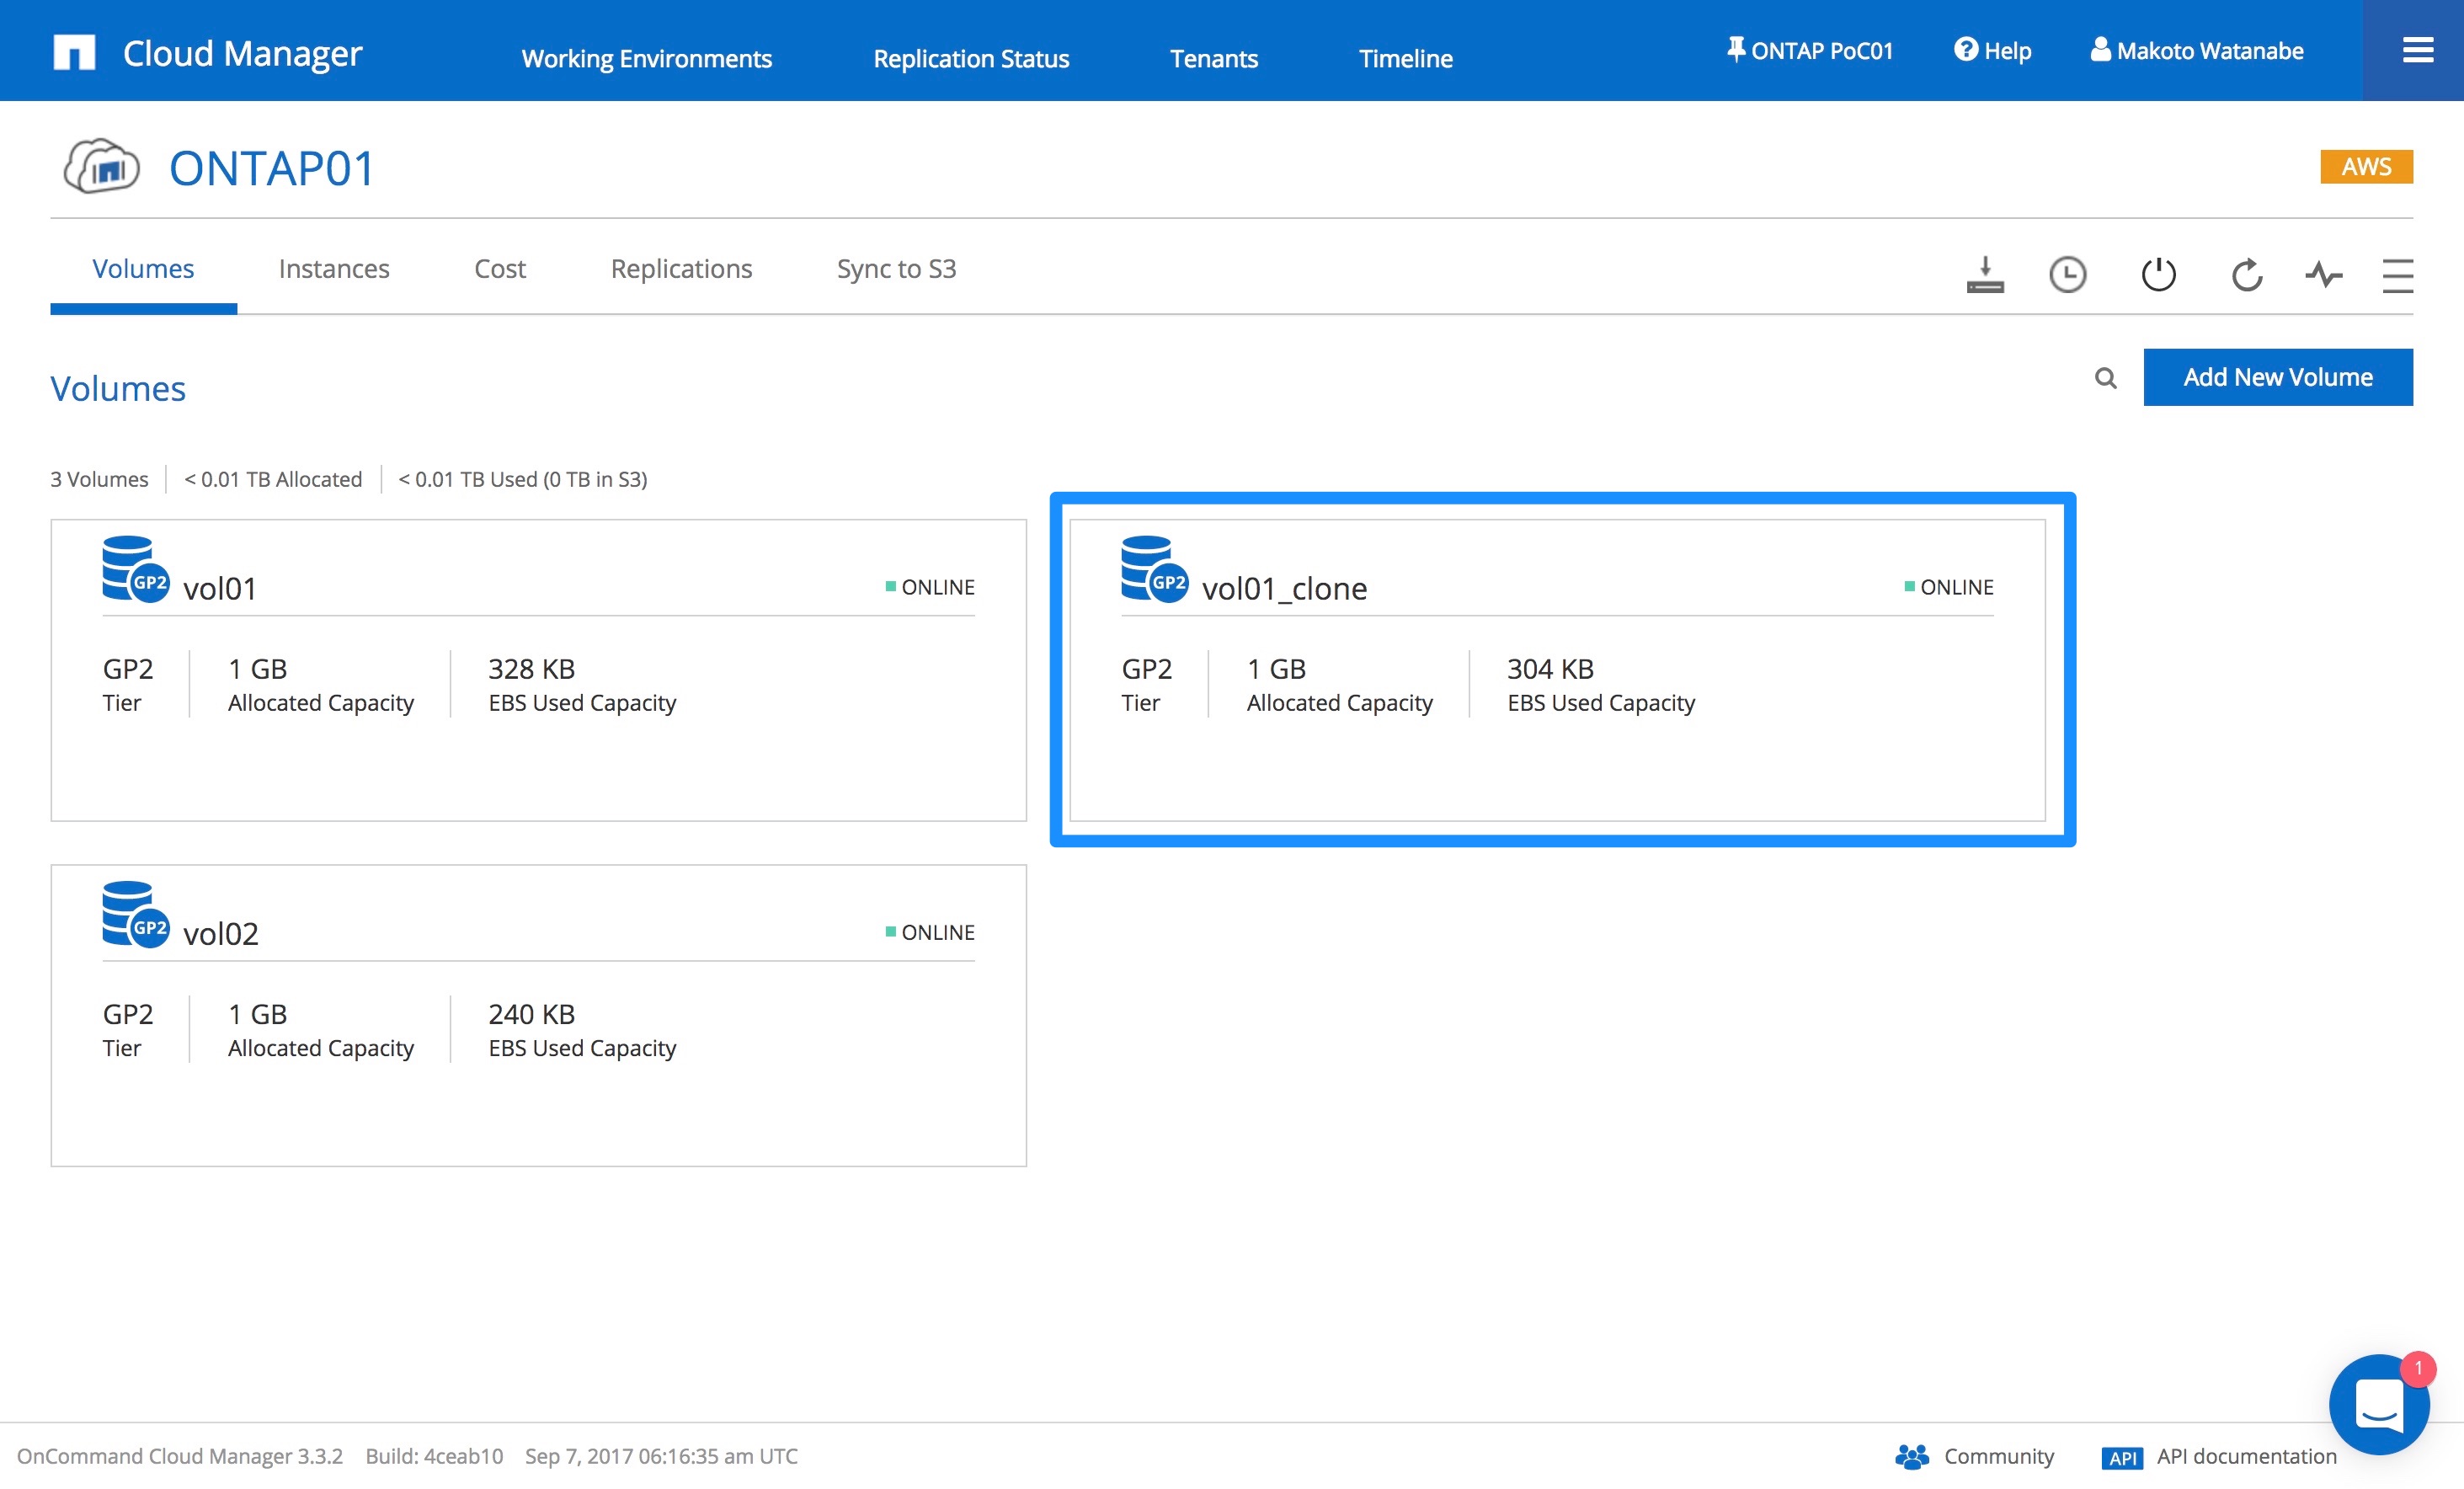 Cloud Manager
Working Environments
Replication Status
Tenants
Timeline
ONTAP PoC01
Help
Makoto Watanabe
ONTAP01
AWS
Volumes
Instances
Cost
Replications
Sync to S3
Volumes
Add New Volume
3 Volumes
< 0.01 TB Allocated
< 0.01 TB Used (0 TB in S3)
GP2
vol01
ONLINE
GP2
Tier
1 GB
Allocated Capacity
328 KB
EBS Used Capacity
GP2
vol01_clone
ONLINE
GP2
Tier
1 GB
Allocated Capacity
304 KB
EBS Used Capacity
GP2
vol02
ONLINE
GP2
Tier
1 GB
Allocated Capacity
240 KB
EBS Used Capacity
1
OnCommand Cloud Manager 3.3.2 Build: 4ceab10 Sep 7, 2017 06:16:35 am UTC
Community
API
API documentation